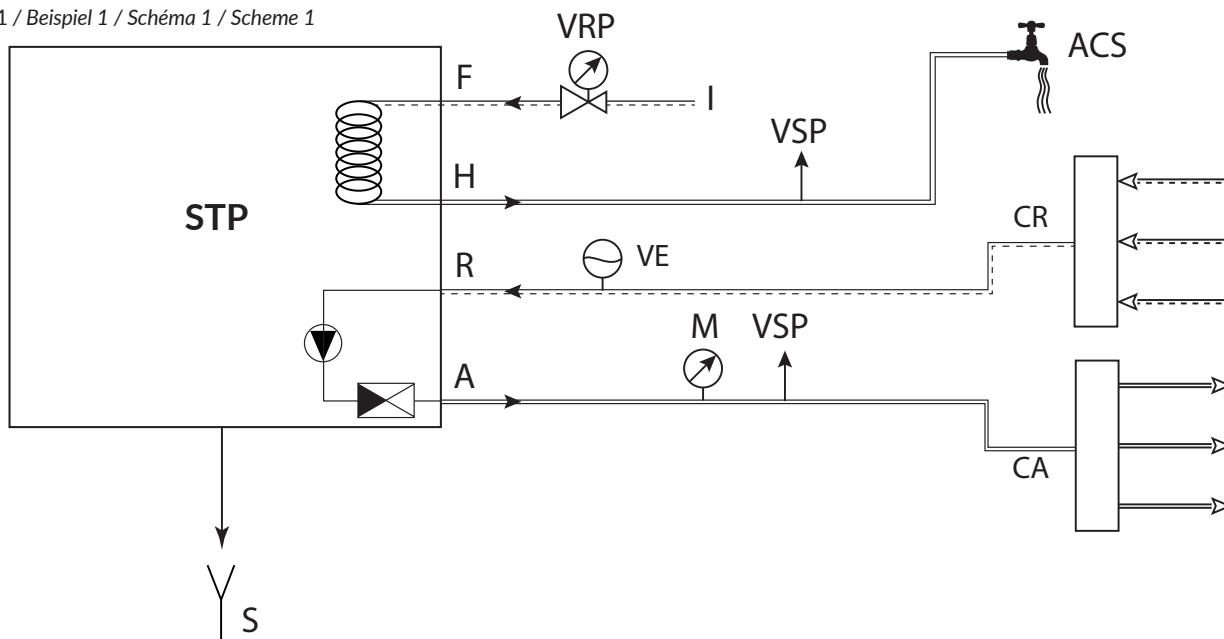 1 / Beispiel 1 / Schéma 1 / Scheme 1
VRP
ACS
F
I
VSP
H
STP
CR
R
VE
M
VSP
A
CA
S